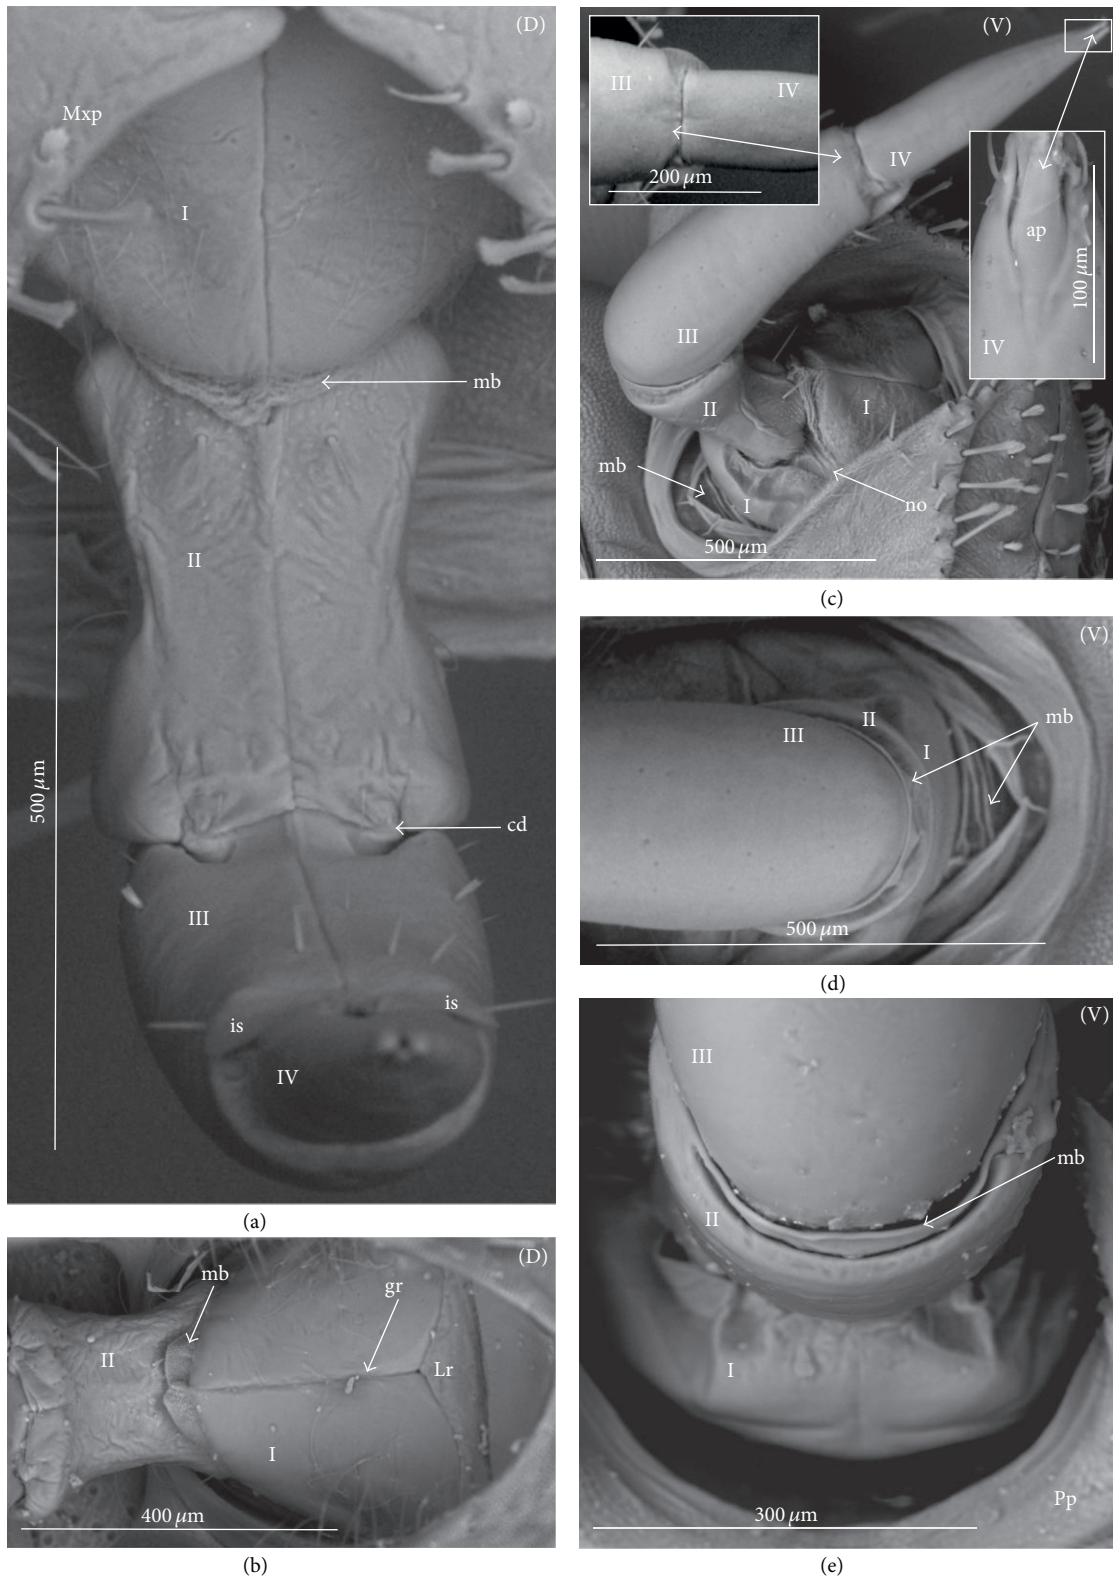 (D)
Mxp
I
mb
II
500 μm
cd
III
is
is
IV
(a)
(D)
mb
gr
II
Lr
I
400 μm
(b)
(V)
III
IV
200 μm
IV
ap
100 μm
IV
III
II
I
mb
I
no
500 μm
(c)
(V)
III
II
I
mb
500 μm
(d)
(V)
III
mb
II
I
Pp
300 μm
(e)